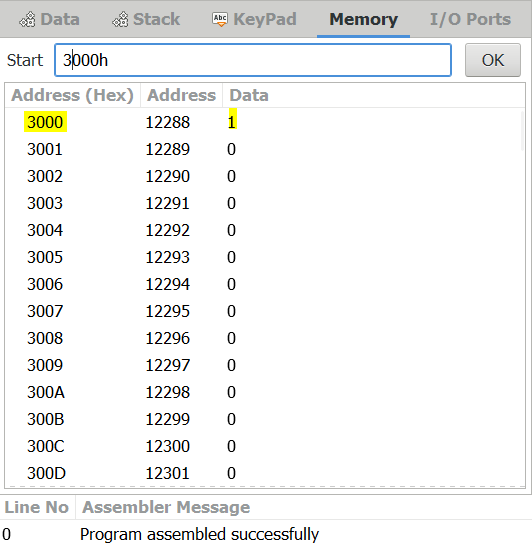 Data Stack Abc KeyPad Memory I/O Ports
Start 3000h OK
Address (Hex) Address Data
3000 12288 1
3001 12289 0
3002 12290 0
3003 12291 0
3004 12292 0
3005 12293 0
3006 12294 0
3007 12295 0
3008 12296 0
3009 12297 0
300A 12298 0
300B 12299 0
300C 12300 0
300D 12301 0
Line No Assembler Message
0 Program assembled successfully